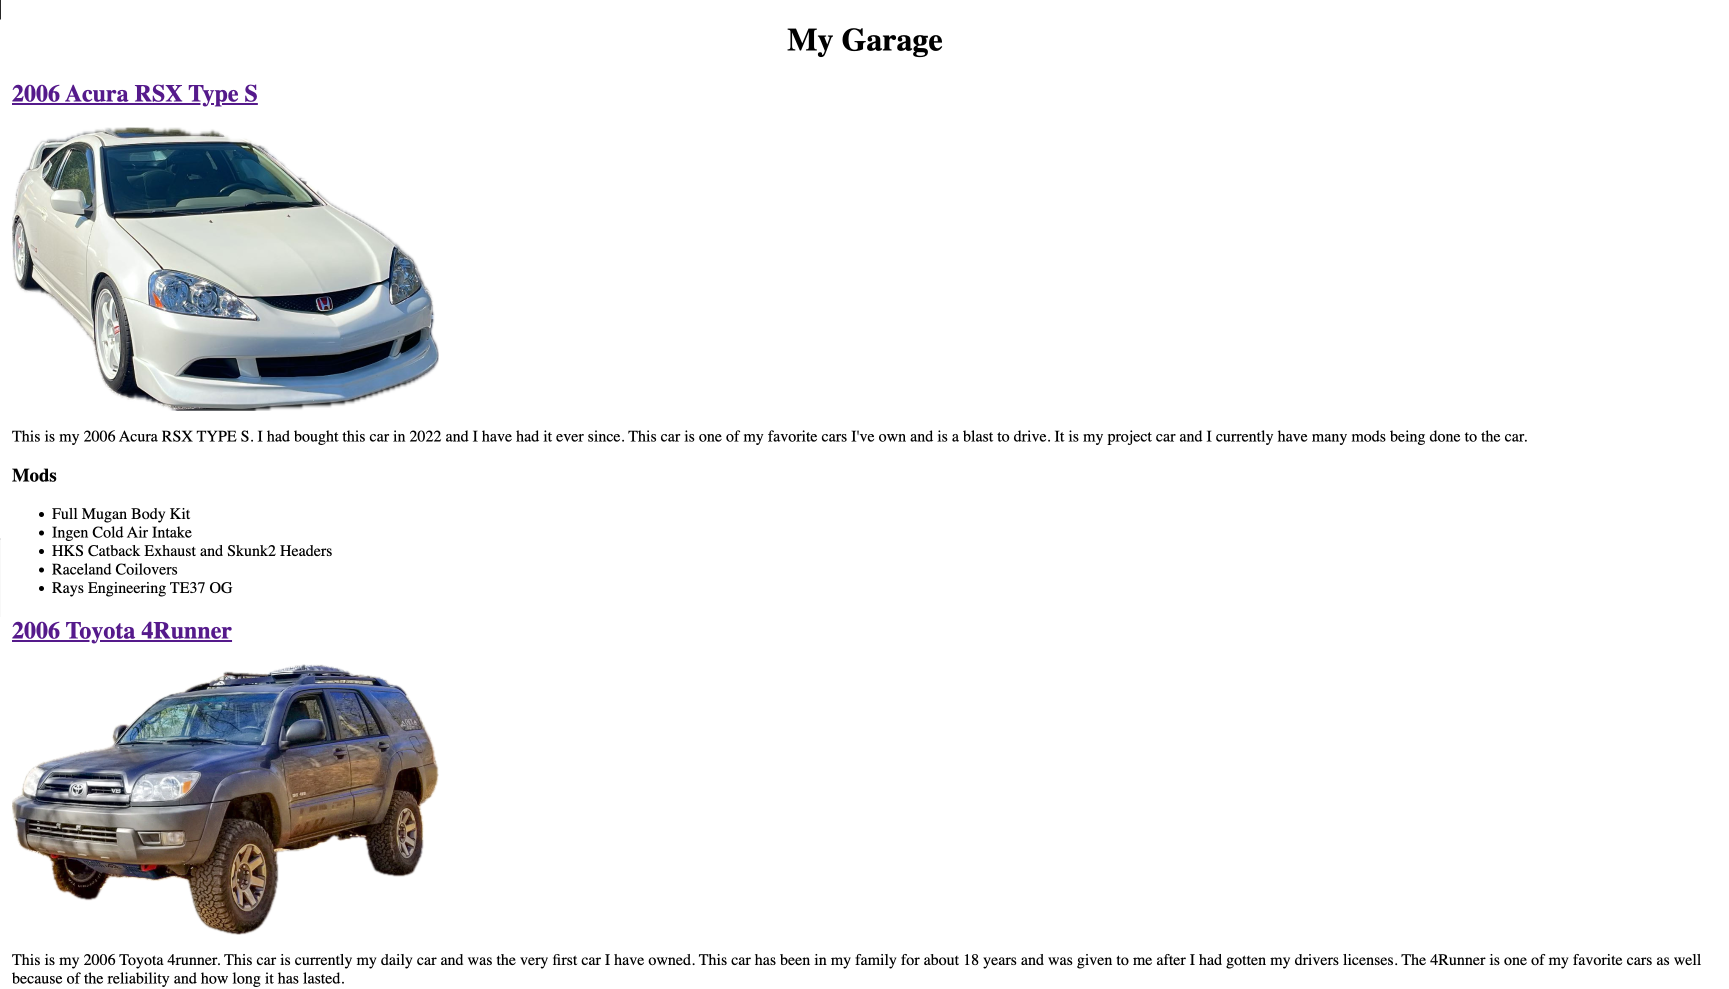 My Garage
2006 Acura RSX Type S
This is my 2006 Acura RSX TYPE S. I had bought this car in 2022 and I have had it ever since. This car is one of my favorite cars I've own and is a blast to drive. It is my project car and I currently have many mods being done to the car.
Mods
• Full Mugan Body Kit
• Ingen Cold Air Intake
• HKS Catback Exhaust and Skunk2 Headers
• Raceland Coilovers
• Rays Engineering TE37 OG
2006 Toyota 4Runner
This is my 2006 Toyota 4runner. This car is currently my daily car and was the very first car I have owned. This car has been in my family for about 18 years and was given to me after I had gotten my drivers licenses. The 4Runner is one of my favorite cars as well
because of the reliability and how long it has lasted.